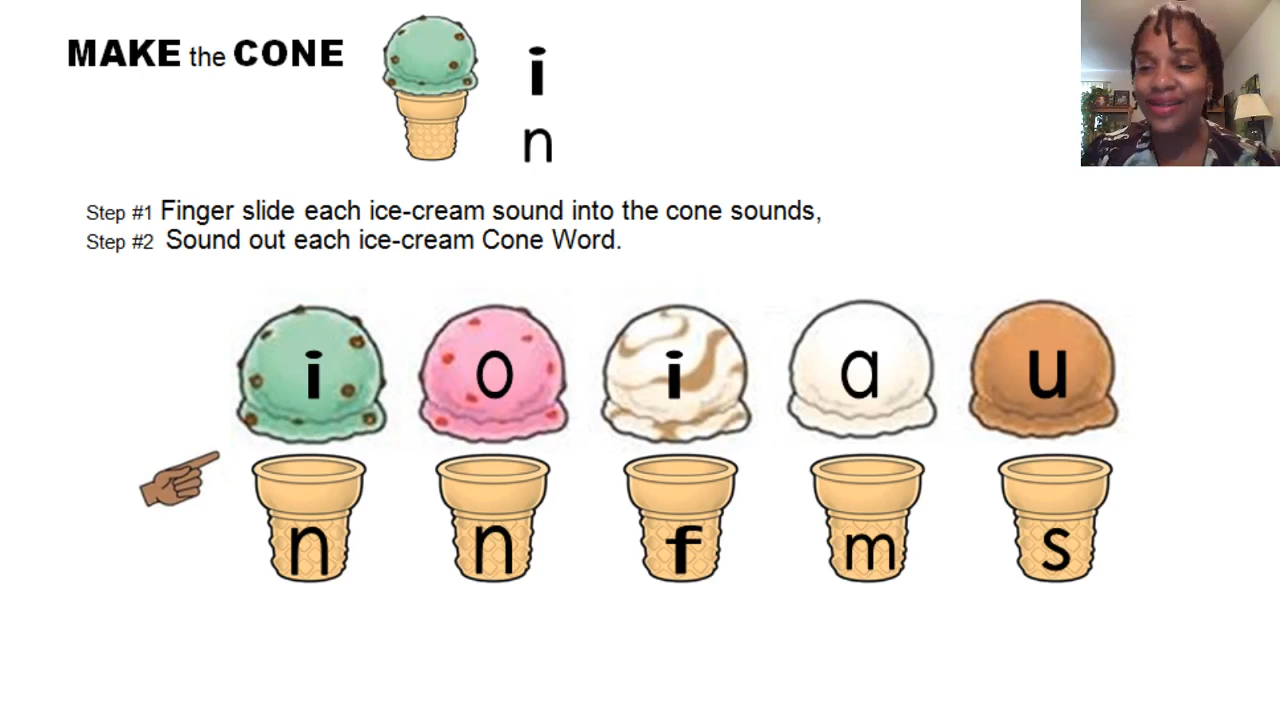 MAKE the CONE
i
n
Step #1 Finger slide each ice-cream sound into the cone sounds,
Step #2 Sound out each ice-cream Cone Word.
i o i a u
n n f m s